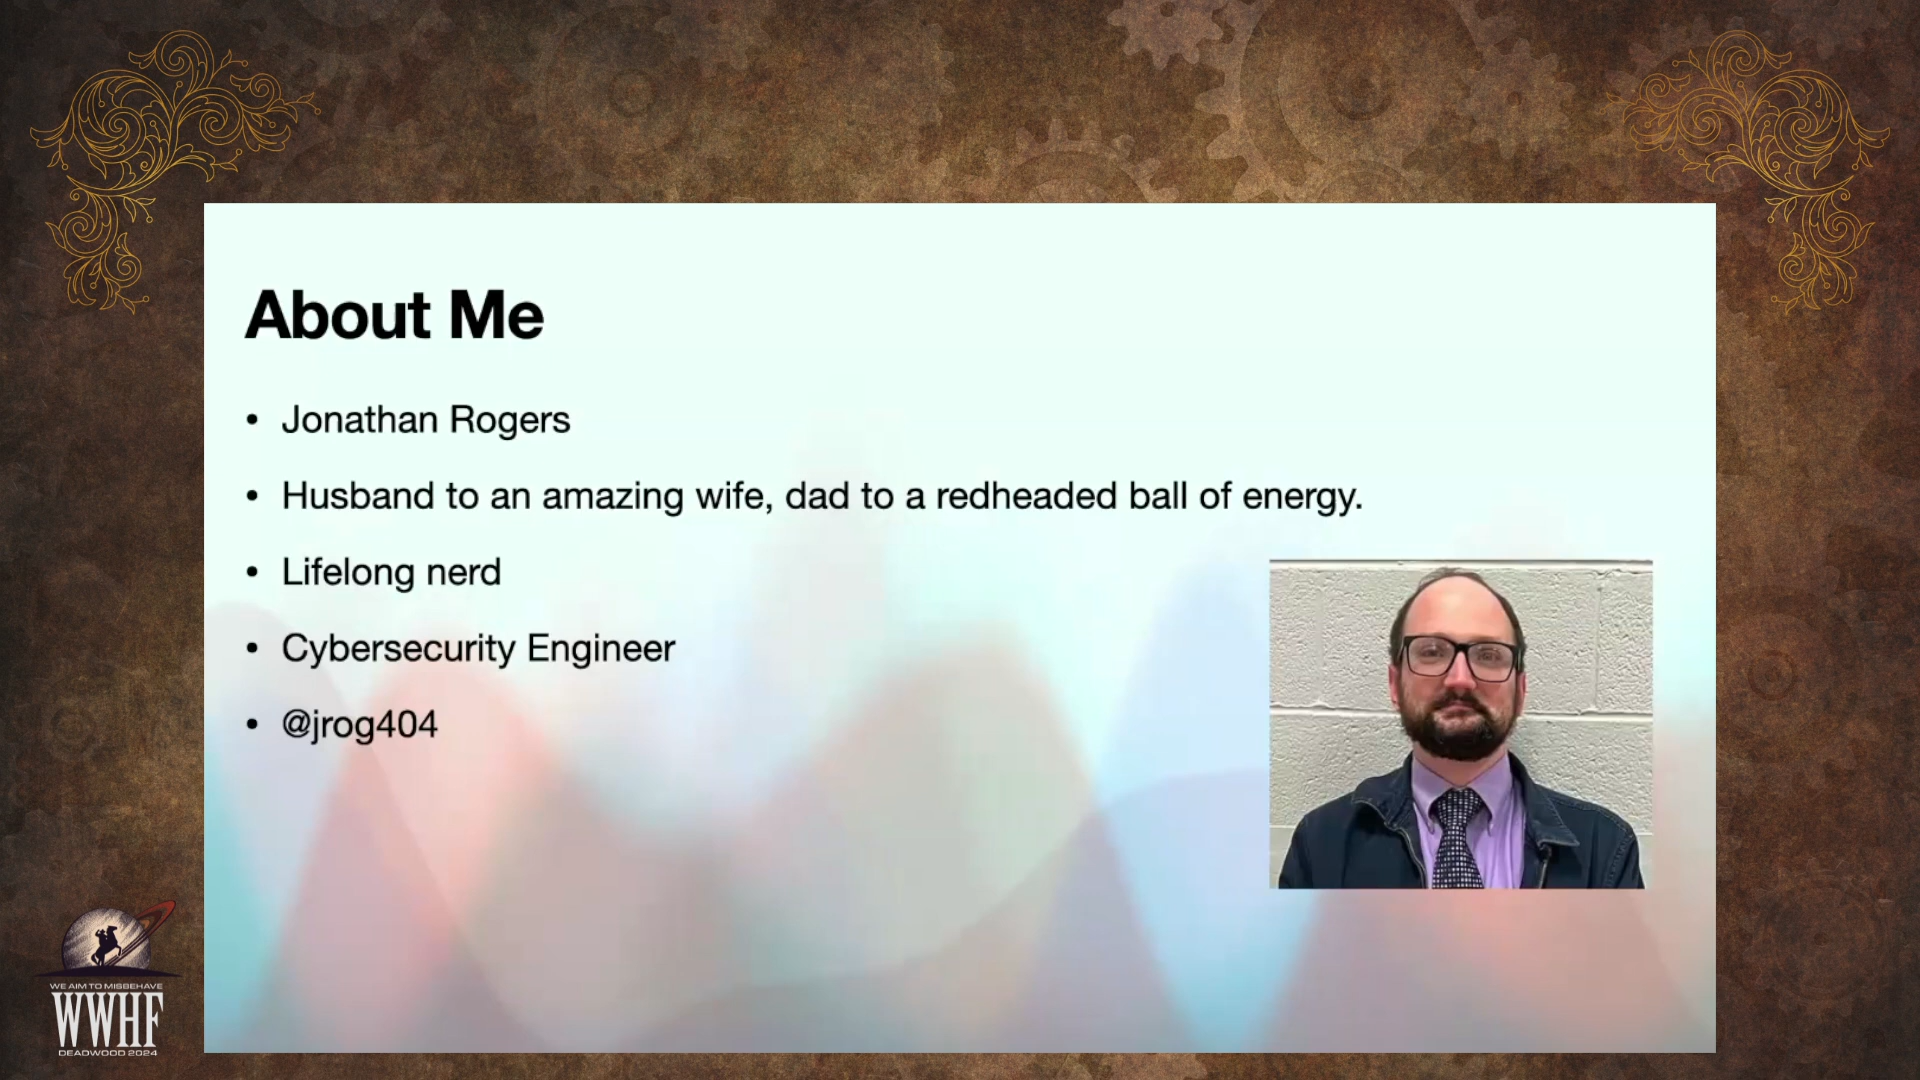 About Me
• Jonathan Rogers
• Husband to an amazing wife, dad to a redheaded ball of energy.
• Lifelong nerd
• Cybersecurity Engineer
• @jrog404
WE AIM TO MISBEHAVE
WWHF
DEADWOOD 2024